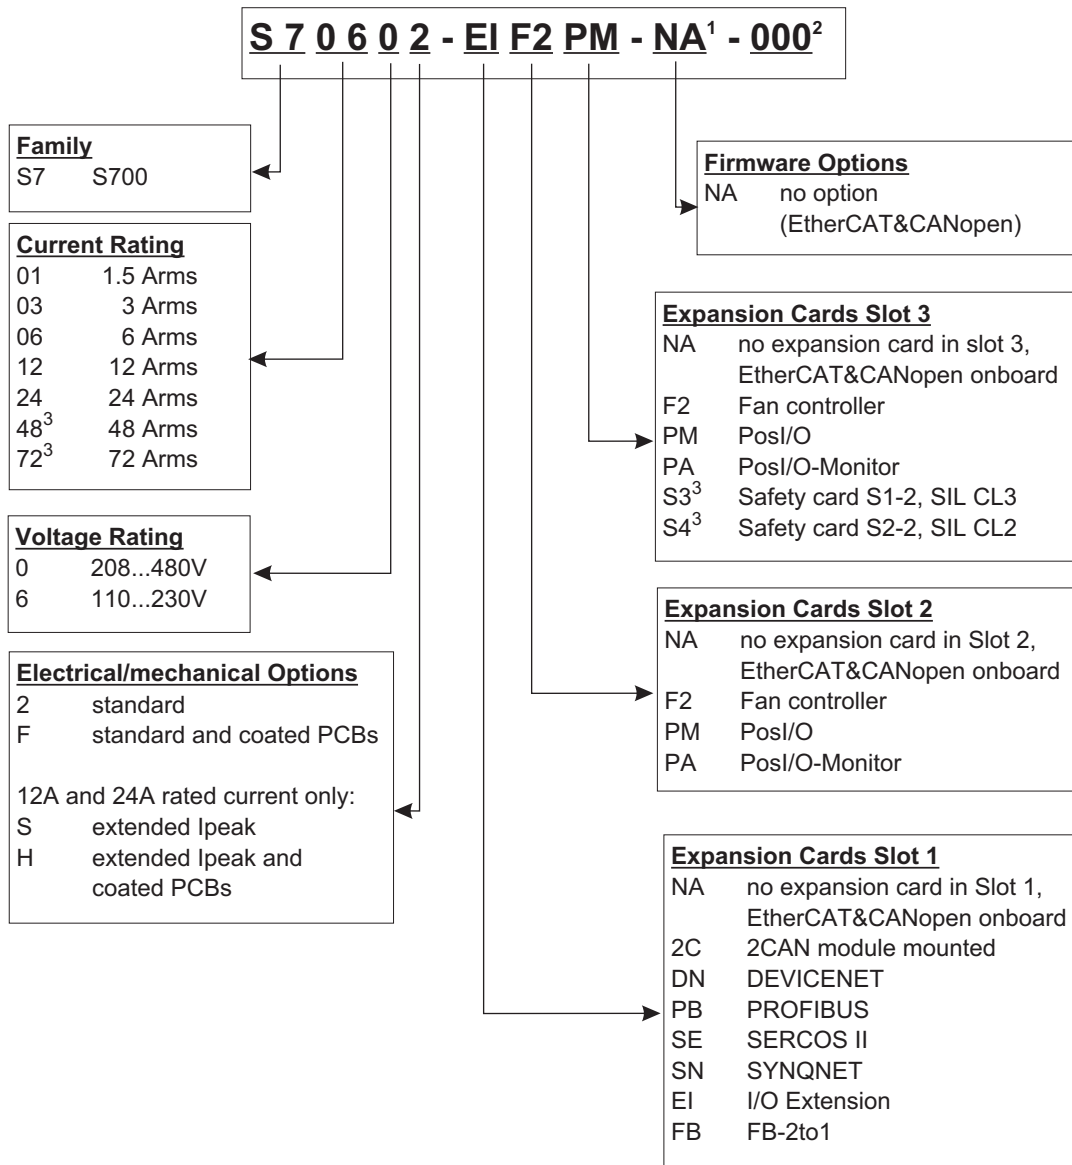 S 7 0 6 0 2 - EI F2 PM - NA¹ - 000²
Family
S7 S700
Current Rating
01 1.5 Arms
03 3 Arms
06 6 Arms
12 12 Arms
24 24 Arms
48³ 48 Arms
72³ 72 Arms
Voltage Rating
0 208...480V
6 110...230V
Electrical/mechanical Options
2 standard
F standard and coated PCBs
12A and 24A rated current only:
S extended Ipeak
H extended Ipeak and
coated PCBs
Firmware Options
NA no option
(EtherCAT&CANopen)
Expansion Cards Slot 3
NA no expansion card in slot 3,
EtherCAT&CANopen onboard
F2 Fan controller
PM PosI/O
PA PosI/O-Monitor
S3³ Safety card S1-2, SIL CL3
S4³ Safety card S2-2, SIL CL2
Expansion Cards Slot 2
NA no expansion card in Slot 2,
EtherCAT&CANopen onboard
F2 Fan controller
PM PosI/O
PA PosI/O-Monitor
Expansion Cards Slot 1
NA no expansion card in Slot 1,
EtherCAT&CANopen onboard
2C 2CAN module mounted
DN DEVICENET
PB PROFIBUS
SE SERCOS II
SN SYNQNET
EI I/O Extension
FB FB-2to1